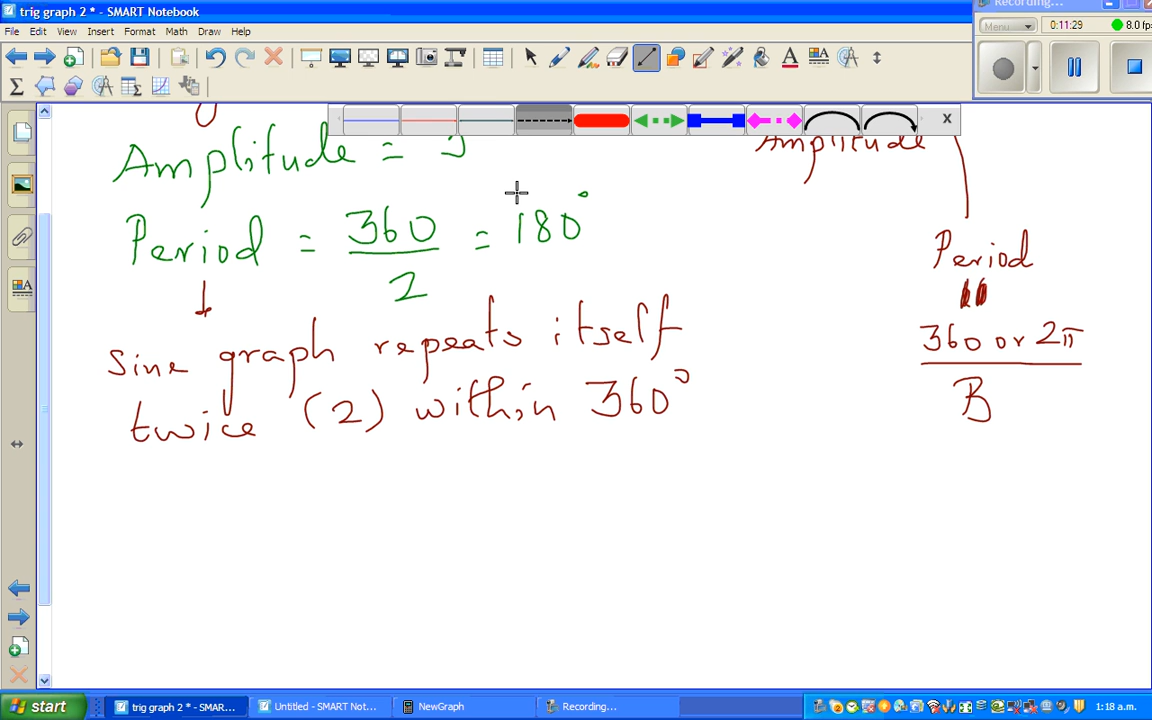 trig graph 2 * - SMART Notebook
Recording...
File Edit View Insert Format Math Draw Help
Menu
0:11:29
8.0 fp
Amplitude =
Amplitude
Period = 360 / 2 = 180°
Period
Sine graph repeats itself
360 or 2π
twice (2) within 360°
B
start
trig graph 2 * - SMAR...
Untitled - SMART Not...
NewGraph
Recording...
1:18 a.m.